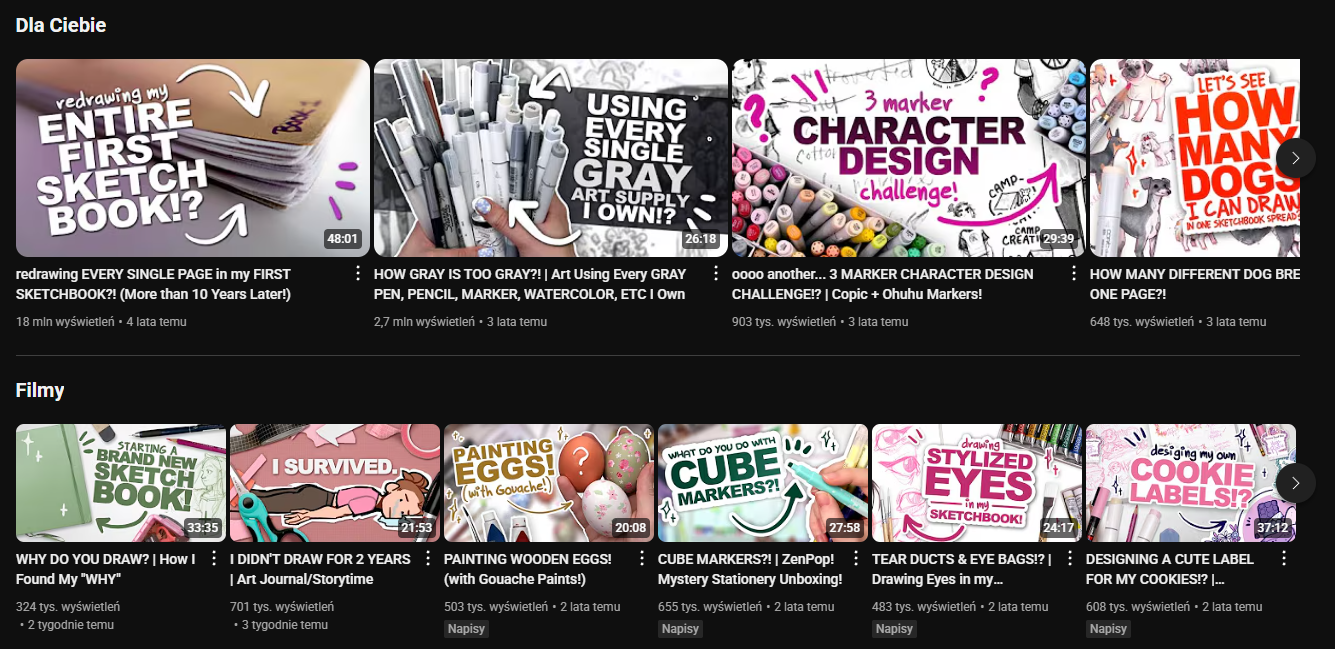 Dla Ciebie
redrawing my
ENTIRE
FIRST
SKETCH
BOOK!?
Book 1
48:01
USING
EVERY
SINGLE
GRAY
ART SUPPLY
I OWN!?
26:18
3 marker
CHARACTER
DESIGN
challenge!
CAMP-
CAMP
CREATI
29:39
LET'S SEE
HOW
MANY
DOGS
I CAN DRAW
IN ONE SKETCHBOOK SPREAD
redrawing EVERY SINGLE PAGE in my FIRST
SKETCHBOOK?! (More than 10 Years Later!)
18 mln wyświetleń • 4 lata temu
HOW GRAY IS TOO GRAY?! | Art Using Every GRAY
PEN, PENCIL, MARKER, WATERCOLOR, ETC I Own
2,7 mln wyświetleń • 3 lata temu
oooo another... 3 MARKER CHARACTER DESIGN
CHALLENGE!? | Copic + Ohuhu Markers!
903 tys. wyświetleń • 3 lata temu
HOW MANY DIFFERENT DOG BRE
ONE PAGE?!
648 tys. wyświetleń • 3 lata temu
Filmy
STARTING A
BRAND NEW
SKETCH
BOOK!
33:35
I SURVIVED.
21:53
PAINTING
EGGS!
(with Gouache!)
?
20:08
WHAT DO YOU DO WITH
CUBE
MARKERS?!
27:58
drawing
STYLIZED
EYES
in my
SKETCHBOOK!
24:17
desiging my own
COOKIE
LABELS!?
37:12
WHY DO YOU DRAW? | How I
Found My "WHY"
324 tys. wyświetleń
• 2 tygodnie temu
I DIDN'T DRAW FOR 2 YEARS
| Art Journal/Storytime
701 tys. wyświetleń
• 3 tygodnie temu
PAINTING WOODEN EGGS!
(with Gouache Paints!)
503 tys. wyświetleń • 2 lata temu
Napisy
CUBE MARKERS?! | ZenPop!
Mystery Stationery Unboxing!
655 tys. wyświetleń • 2 lata temu
Napisy
TEAR DUCTS & EYE BAGS!? |
Drawing Eyes in my...
483 tys. wyświetleń • 2 lata temu
Napisy
DESIGNING A CUTE LABEL
FOR MY COOKIES!? |...
608 tys. wyświetleń • 2 lata temu
Napisy